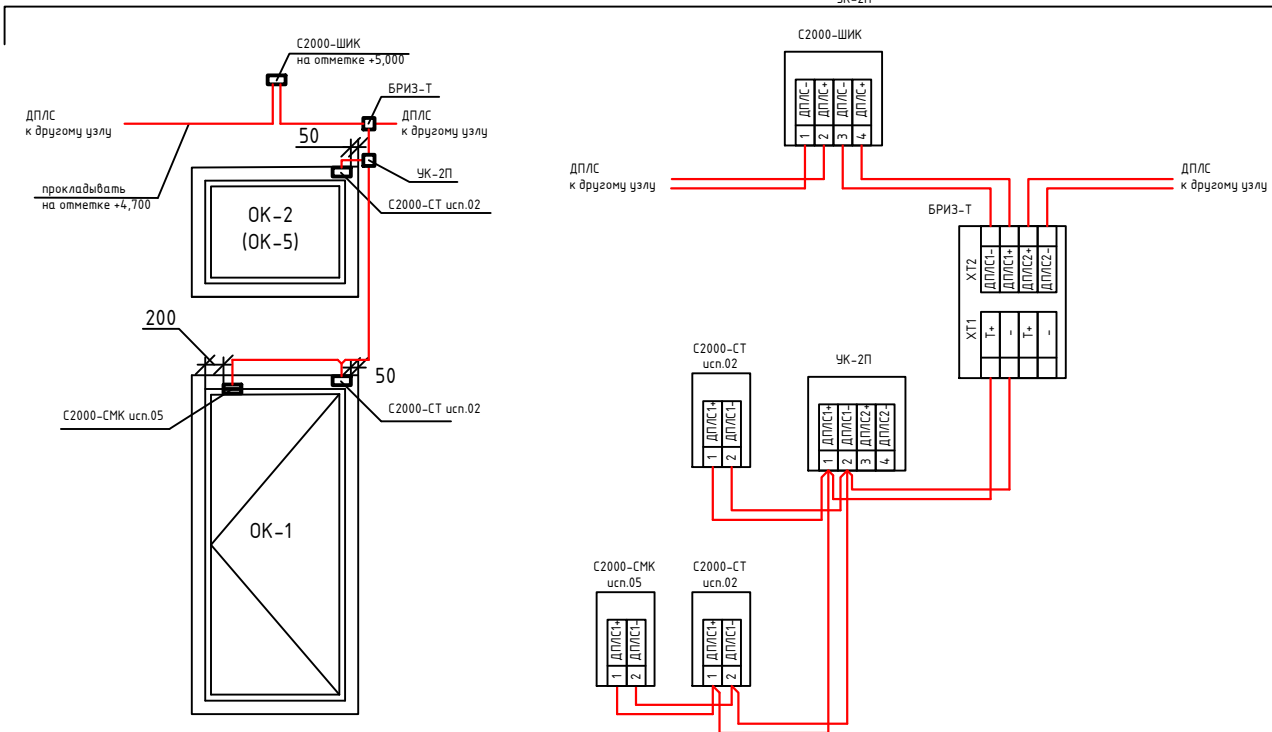 С2000-ШИК
на отметке +5,000
БРИЗ-Т
ДПЛС
к другому узлу
ДПЛС
к другому узлу
50
УК-2П
прокладывать
на отметке +4,700
С2000-СТ исп.02
ОК-2
(ОК-5)
200
50
С2000-СМК исп.05
С2000-СТ исп.02
ОК-1
С2000-ШИК
ДПЛС-
ДПЛС+
ДПЛС-
ДПЛС+
1
2
3
4
ДПЛС
к другому узлу
ДПЛС
к другому узлу
БРИЗ-Т
XT2
ДПЛС1-
ДПЛС1+
ДПЛС2+
ДПЛС2-
XT1
Т+
-
Т+
-
С2000-СТ
исп.02
ДПЛС1+
ДПЛС1-
1
2
УК-2П
ДПЛС1+
ДПЛС1-
ДПЛС2+
ДПЛС2-
1
2
3
4
С2000-СМК
исп.05
ДПЛС1+
ДПЛС1-
1
2
С2000-СТ
исп.02
ДПЛС1+
ДПЛС1-
1
2